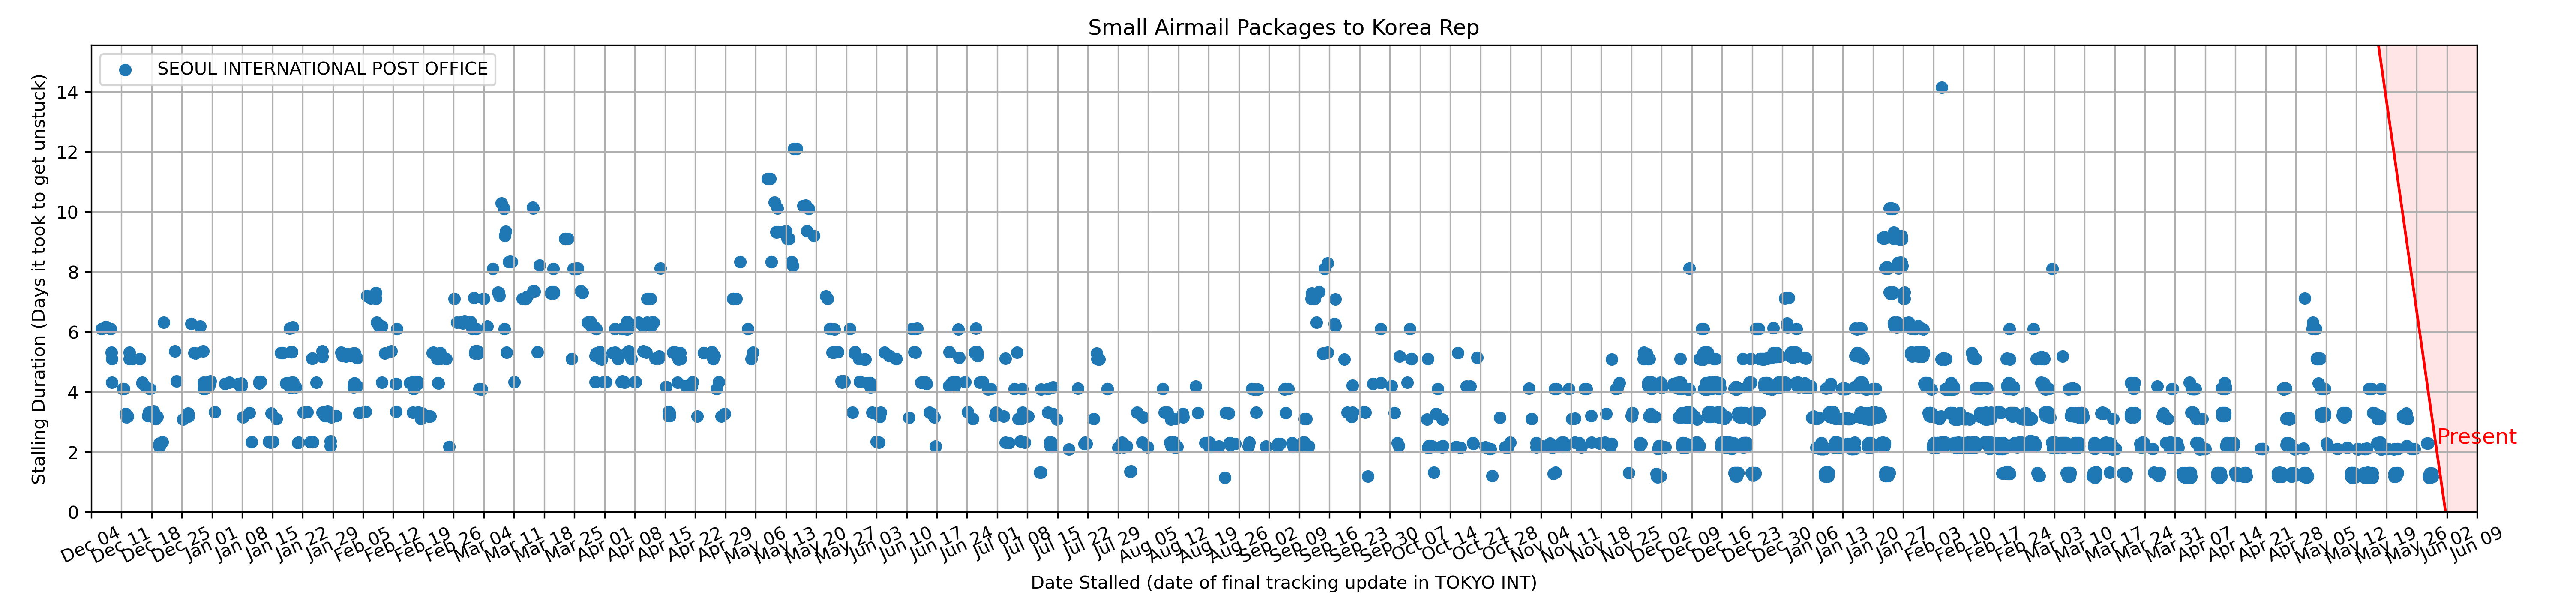 Small Airmail Packages to Korea Rep
SEOUL INTERNATIONAL POST OFFICE
Stalling Duration (Days it took to get unstuck)
14
12
10
8
6
4
2
0
Present
Dec 04
Dec 11
Dec 18
Dec 25
Jan 01
Jan 08
Jan 15
Jan 22
Jan 29
Feb 05
Feb 12
Feb 19
Feb 26
Mar 04
Mar 11
Mar 18
Mar 25
Apr 01
Apr 08
Apr 15
Apr 22
Apr 29
May 06
May 13
May 20
May 27
Jun 03
Jun 10
Jun 17
Jun 24
Jul 01
Jul 08
Jul 15
Jul 22
Jul 29
Aug 05
Aug 12
Aug 19
Aug 26
Sep 02
Sep 09
Sep 16
Sep 23
Sep 30
Oct 07
Oct 14
Oct 21
Oct 28
Nov 04
Nov 11
Nov 18
Nov 25
Dec 02
Dec 09
Dec 16
Dec 23
Dec 30
Jan 06
Jan 13
Jan 20
Jan 27
Feb 03
Feb 10
Feb 17
Feb 24
Mar 03
Mar 10
Mar 17
Mar 24
Mar 31
Apr 07
Apr 14
Apr 21
Apr 28
May 05
May 12
May 19
May 26
Jun 02
Jun 09
Date Stalled (date of final tracking update in TOKYO INT)